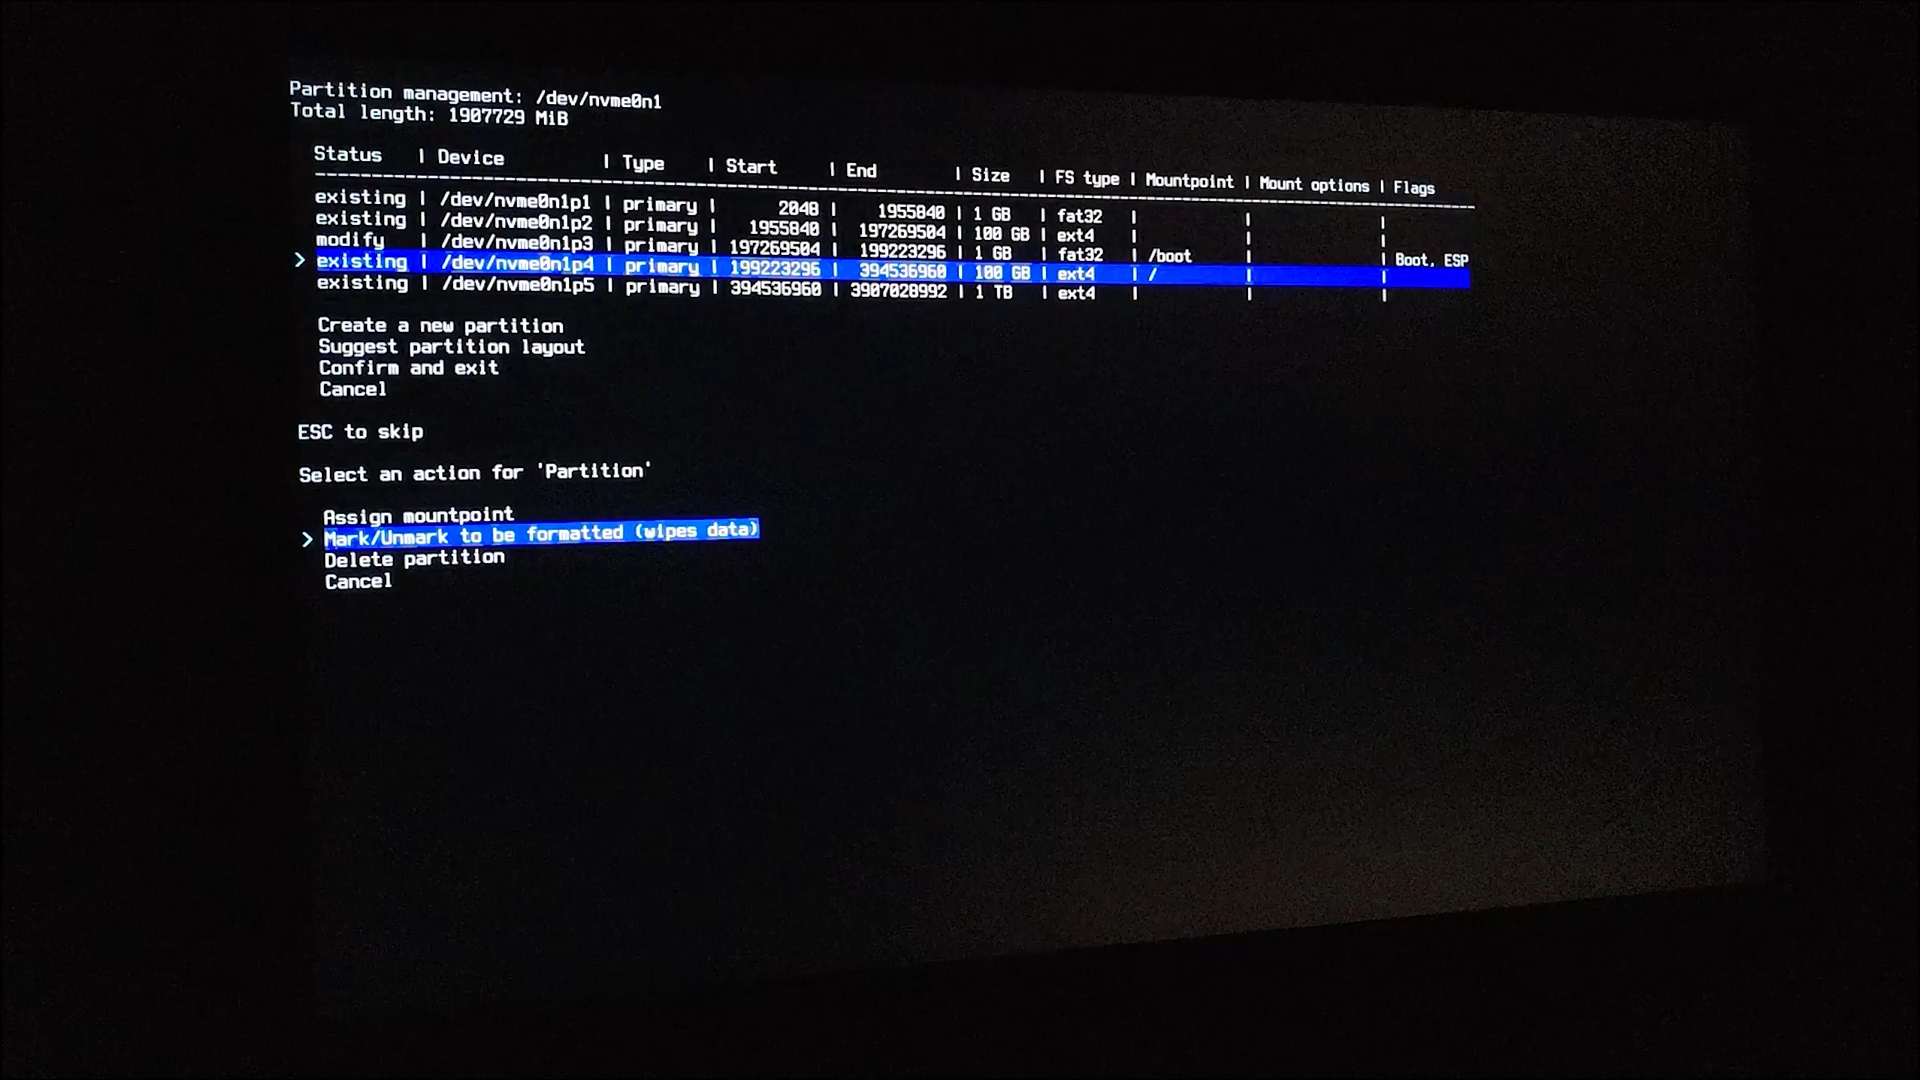 Partition management: /dev/nvme0n1
Total length: 1907729 MiB
Status | Device | Type | Start | End | Size | FS type | Mountpoint | Mount options | Flags
existing | /dev/nvme0n1p1 | primary | 2048 | 1955840 | 1 GB | fat32 | | |
existing | /dev/nvme0n1p2 | primary | 1955840 | 197269504 | 100 GB | ext4 | | |
modify | /dev/nvme0n1p3 | primary | 197269504 | 199223296 | 1 GB | fat32 | /boot | | Boot, ESP
> existing | /dev/nvme0n1p4 | primary | 199223296 | 394536960 | 100 GB | ext4 | / | |
existing | /dev/nvme0n1p5 | primary | 394536960 | 3907028992 | 1 TB | ext4 | | |
Create a new partition
Suggest partition layout
Confirm and exit
Cancel
ESC to skip
Select an action for 'Partition'
Assign mountpoint
> Mark/Unmark to be formatted (wipes data)
Delete partition
Cancel